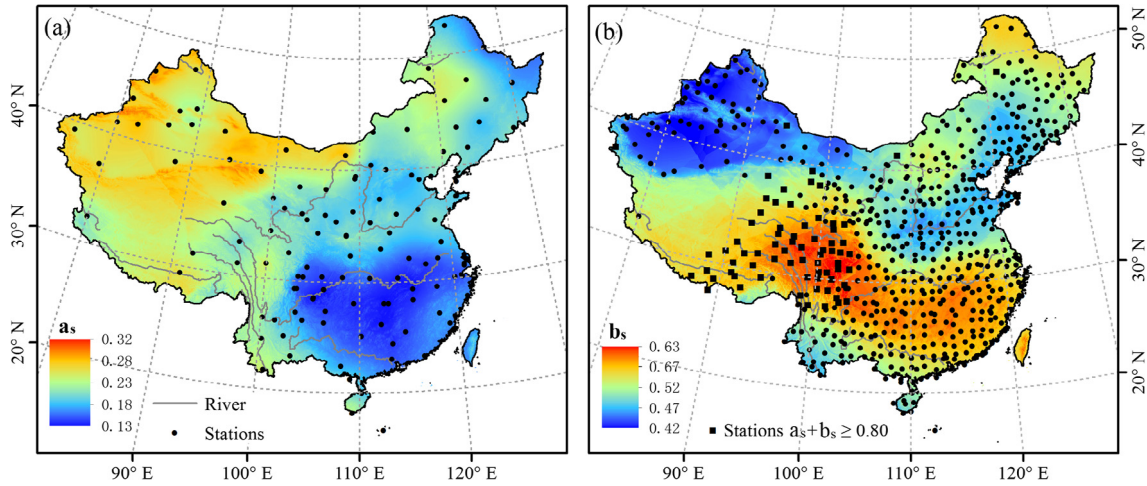 (a)
40° N
30° N
20° N
as
0.32
0.28
0.23
0.18
0.13
River
Stations
90° E
100° E
110° E
120° E
(b)
50° N
40° N
30° N
20° N
bs
0.63
0.67
0.52
0.47
0.42
Stations as+bs ≥ 0.80
90° E
100° E
110° E
120° E